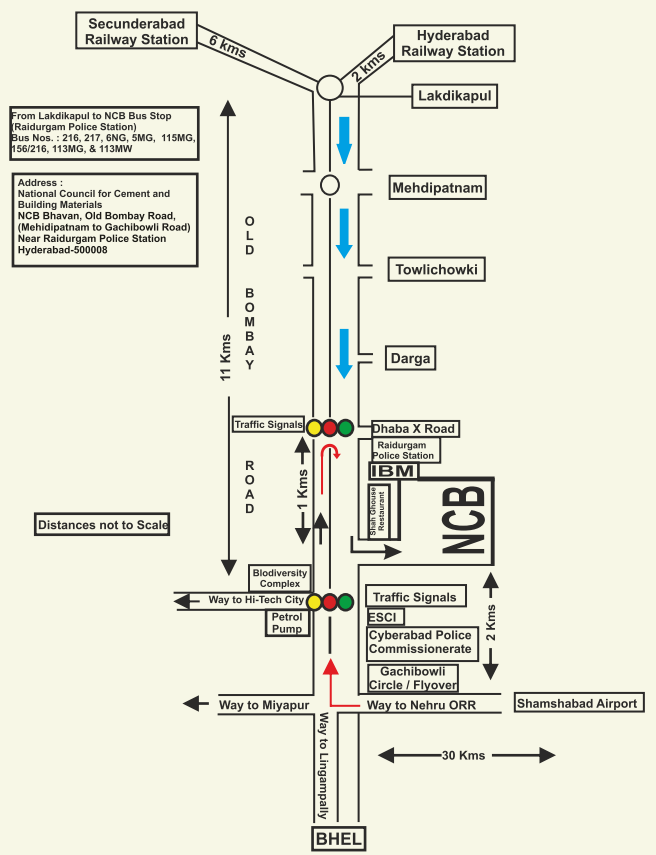 Secunderabad
Railway Station
Hyderabad
Railway Station
6 kms
2 kms
Lakdikapul
From Lakdikapul to NCB Bus Stop
(Raidurgam Police Station)
Bus Nos. : 216, 217, 6NG, 5MG, 115MG,
156/216, 113MG, & 113MW
Address :
National Council for Cement and
Building Materials
NCB Bhavan, Old Bombay Road,
(Mehidipatnam to Gachibowli Road)
Near Raidurgam Police Station
Hyderabad-500008
Mehdipatnam
OLD BOMBAY ROAD
Towlichowki
11 Kms
Darga
Traffic Signals
Dhaba X Road
Raidurgam
Police Station
IBM
1 Kms
Shah Ghouse
Restaurant
NCB
Distances not to Scale
BIodiversity
Complex
Way to Hi-Tech City
Petrol
Pump
Traffic Signals
ESCI
Cyberabad Police
Commissionerate
2 Kms
Gachibowli
Circle / Flyover
Way to Miyapur
Way to Nehru ORR
Shamshabad Airport
Way to Lingampally
30 Kms
BHEL